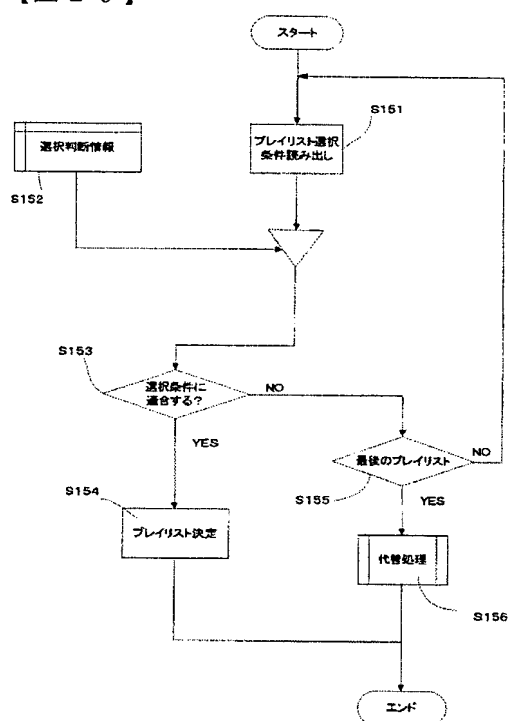 スタート
S151
プレイリスト選択
条件読み出し
選択判断情報
S152
S153
選択条件に
適合する?
NO
YES
最後のプレイリスト
NO
S154
S155
YES
プレイリスト決定
代替処理
S156
エンド